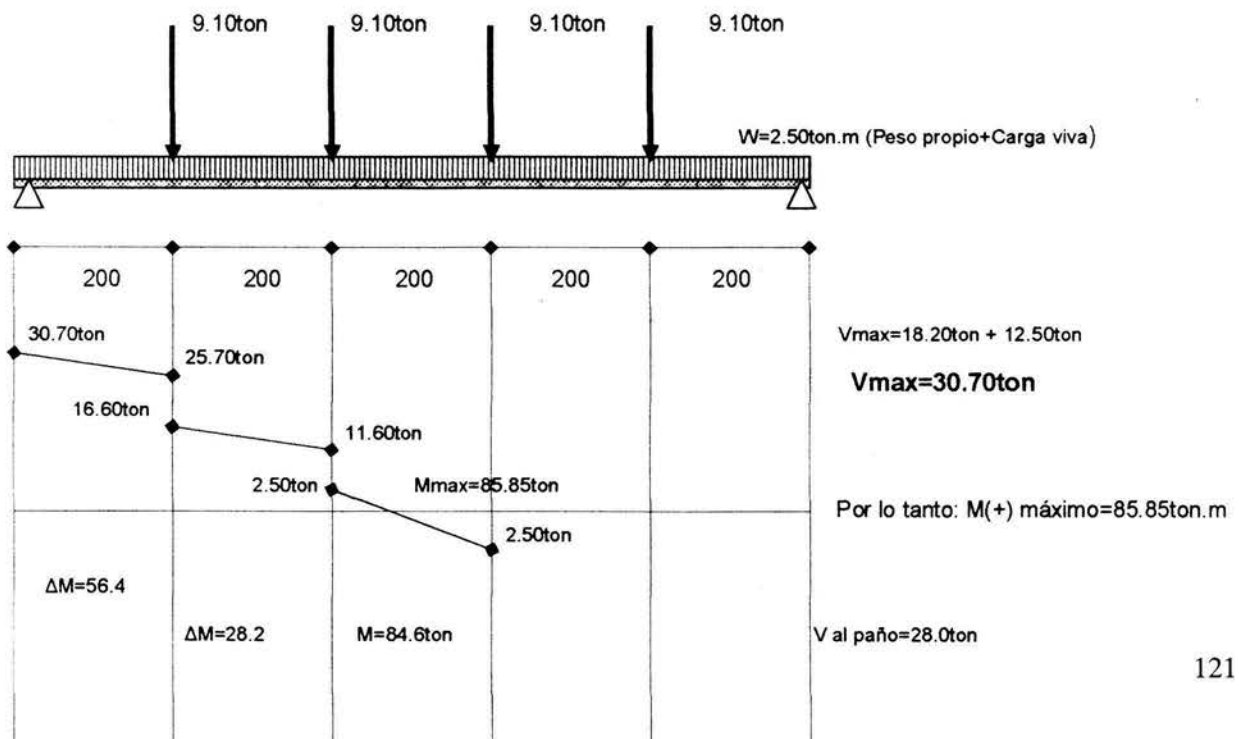 9.10ton 9.10ton 9.10ton 9.10ton
W=2.50ton.m (Peso propio+Carga viva)
200 200 200 200 200
30.70ton
25.70ton
Vmax=18.20ton + 12.50ton
Vmax=30.70ton
16.60ton
11.60ton
2.50ton
Mmax=85.85ton
Por lo tanto: M(+) máximo=85.85ton.m
2.50ton
ΔM=56.4
ΔM=28.2
M=84.6ton
V al paño=28.0ton
121